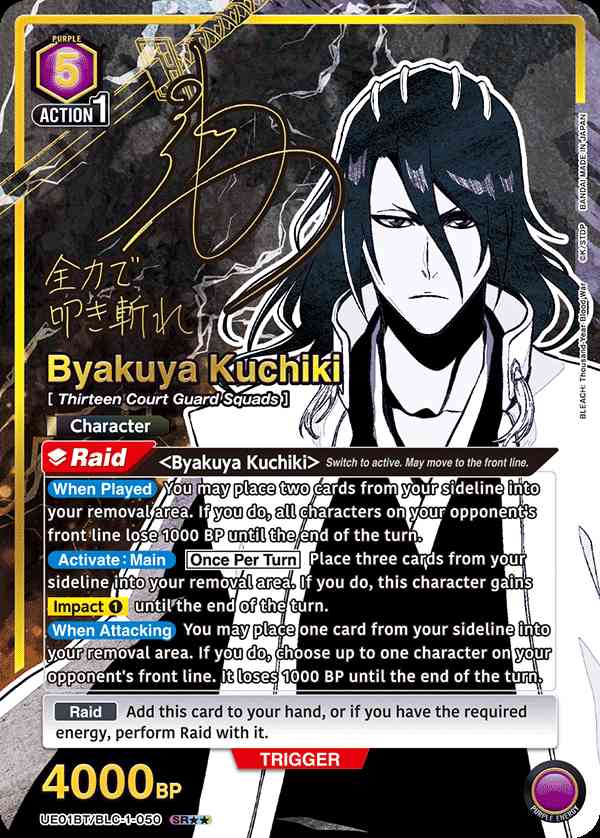 PURPLE
5
ACTION 1
全力で
叩き斬れ
Byakuya Kuchiki
[ Thirteen Court Guard Squads ]
Character
Raid <Byakuya Kuchiki> Switch to active. May move to the front line.
When Played You may place two cards from your sideline into
your removal area. If you do, all characters on your opponent's
front line lose 1000 BP until the end of the turn.
Activate: Main Once Per Turn Place three cards from your
sideline into your removal area. If you do, this character gains
Impact ❶ until the end of the turn.
When Attacking You may place one card from your sideline into
your removal area. If you do, choose up to one character on your
opponent's front line. It loses 1000 BP until the end of the turn.
Raid Add this card to your hand, or if you have the required
energy, perform Raid with it.
TRIGGER
4000 BP
UE01BT/BLC-1-050 SR★★
PURPLE ENERGY
BLEACH: Thousand-Year Blood War ©K/STDP BANDAI MADE IN JAPAN